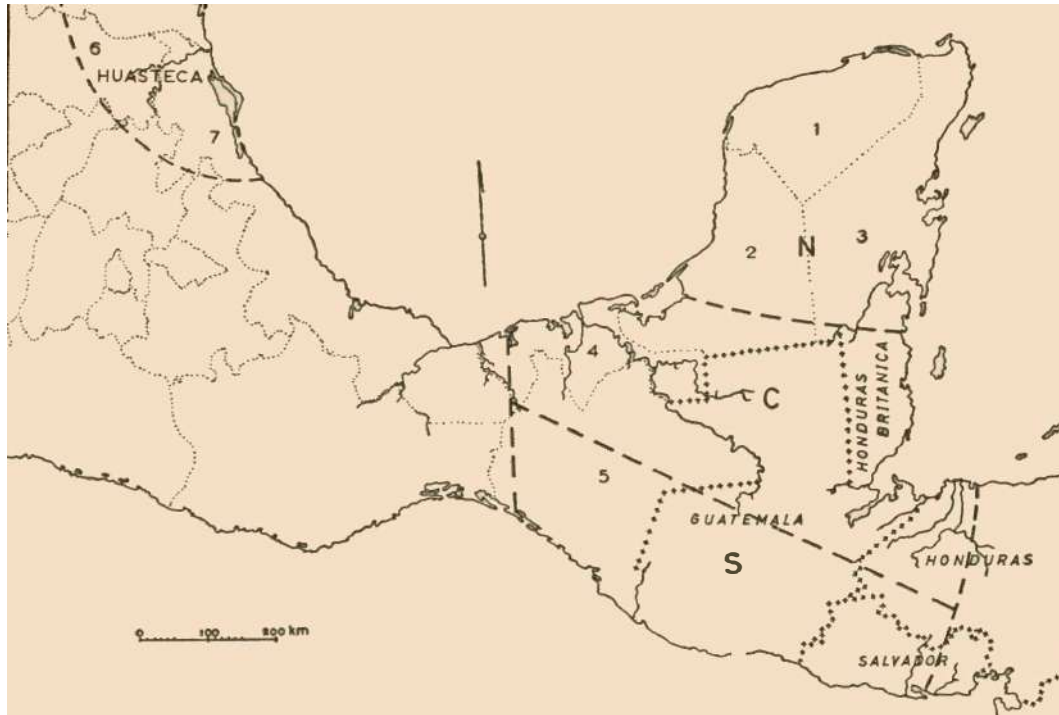 6
HUASTECA
7
1
2
N
3
4
C
HONDURAS
BRITANICA
5
GUATEMALA
S
HONDURAS
0 100 200 km
SALVADOR